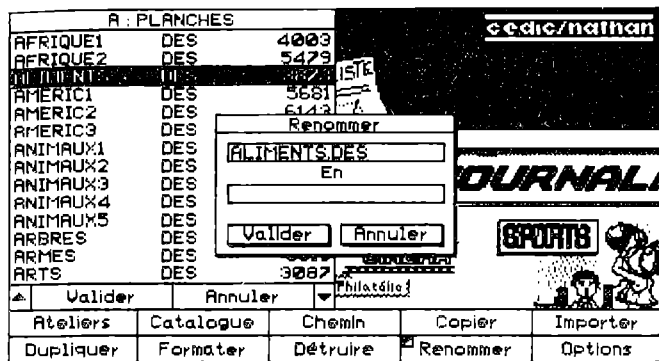 A : PLANCHES
AFRIQUE1 DES 4003
AFRIQUE2 DES 5479
ALIMENTS DES
AMERIC1 DES 5681
AMERIC2 DES 6143
AMERIC3 DES
ANIMAUX1 DES
ANIMAUX2 DES
ANIMAUX3 DES
ANIMAUX4 DES
ANIMAUX5 DES
ARBRES DES
ARMES DES
ARTS DES 3087
Valider Annuler
Renommer
ALIMENTS.DES
En
Valider Annuler
cedic/nathan
ISTE
OURNAL
SPORTS
Philatélie!
Ateliers Catalogue Chemin Copier Importer
Dupliquer Formater Détruire Renommer Options